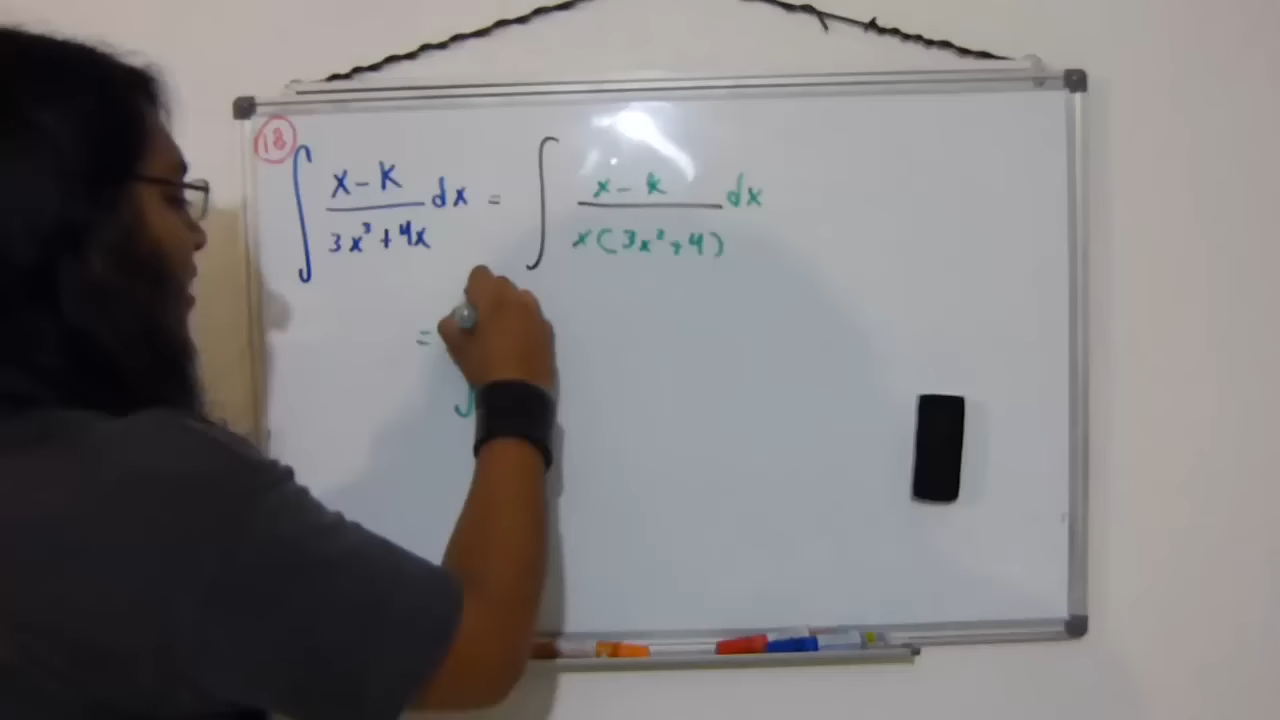 18
∫ x-k / 3x³+4x dx = ∫ x-k / x(3x²+4) dx
= ∫